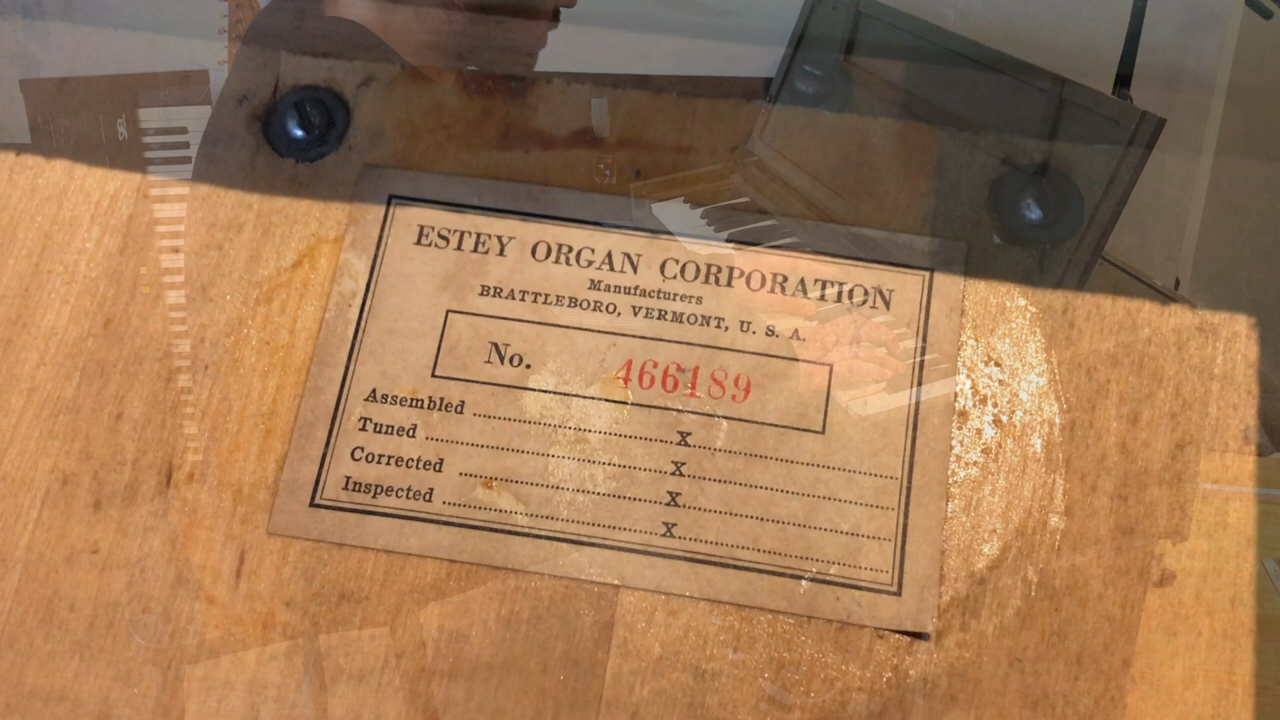 ESTEY ORGAN CORPORATION
Manufacturers
BRATTLEBORO, VERMONT, U. S. A.
No. 466189
Assembled ........ X ........
Tuned ........ X ........
Corrected ........ X ........
Inspected ........ X ........